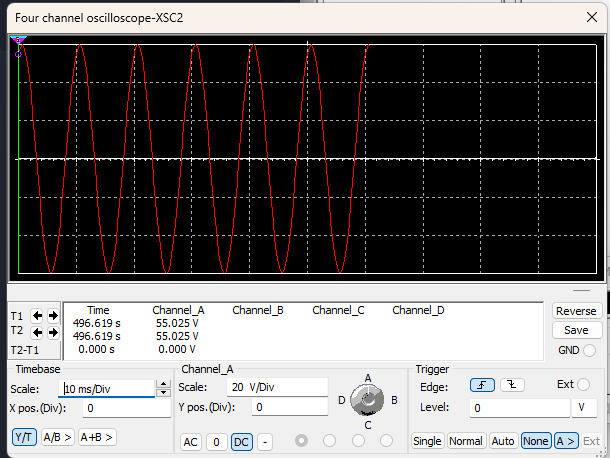 Four channel oscilloscope-XSC2
Time Channel_A Channel_B Channel_C Channel_D
T1 496.619 s 55.025 V
T2 496.619 s 55.025 V
T2-T1 0.000 s 0.000 V
Reverse
Save
GND
Timebase
Scale: 10 ms/Div
X pos.(Div): 0
Y/T A/B > A+B >
Channel_A
Scale: 20 V/Div
Y pos.(Div): 0
AC 0 DC -
A
D B
C
Trigger
Edge: Ext
Level: 0 V
Single Normal Auto None A > Ext